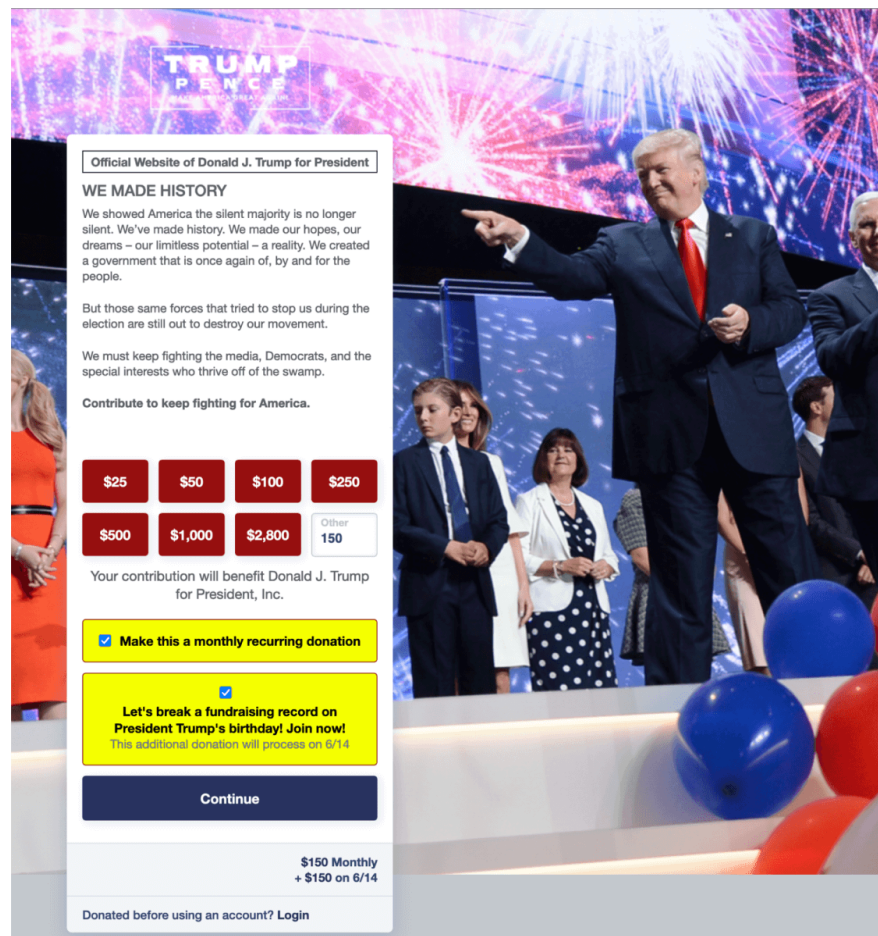 TRUMP
PENCE
Official Website of Donald J. Trump for President
WE MADE HISTORY
We showed America the silent majority is no longer
silent. We've made history. We made our hopes, our
dreams – our limitless potential – a reality. We created
a government that is once again of, by and for the
people.
But those same forces that tried to stop us during the
election are still out to destroy our movement.
We must keep fighting the media, Democrats, and the
special interests who thrive off of the swamp.
Contribute to keep fighting for America.
$25 $50 $100 $250
$500 $1,000 $2,800 Other
150
Your contribution will benefit Donald J. Trump
for President, Inc.
Make this a monthly recurring donation
Let's break a fundraising record on
President Trump's birthday! Join now!
This additional donation will process on 6/14
Continue
$150 Monthly
+ $150 on 6/14
Donated before using an account? Login